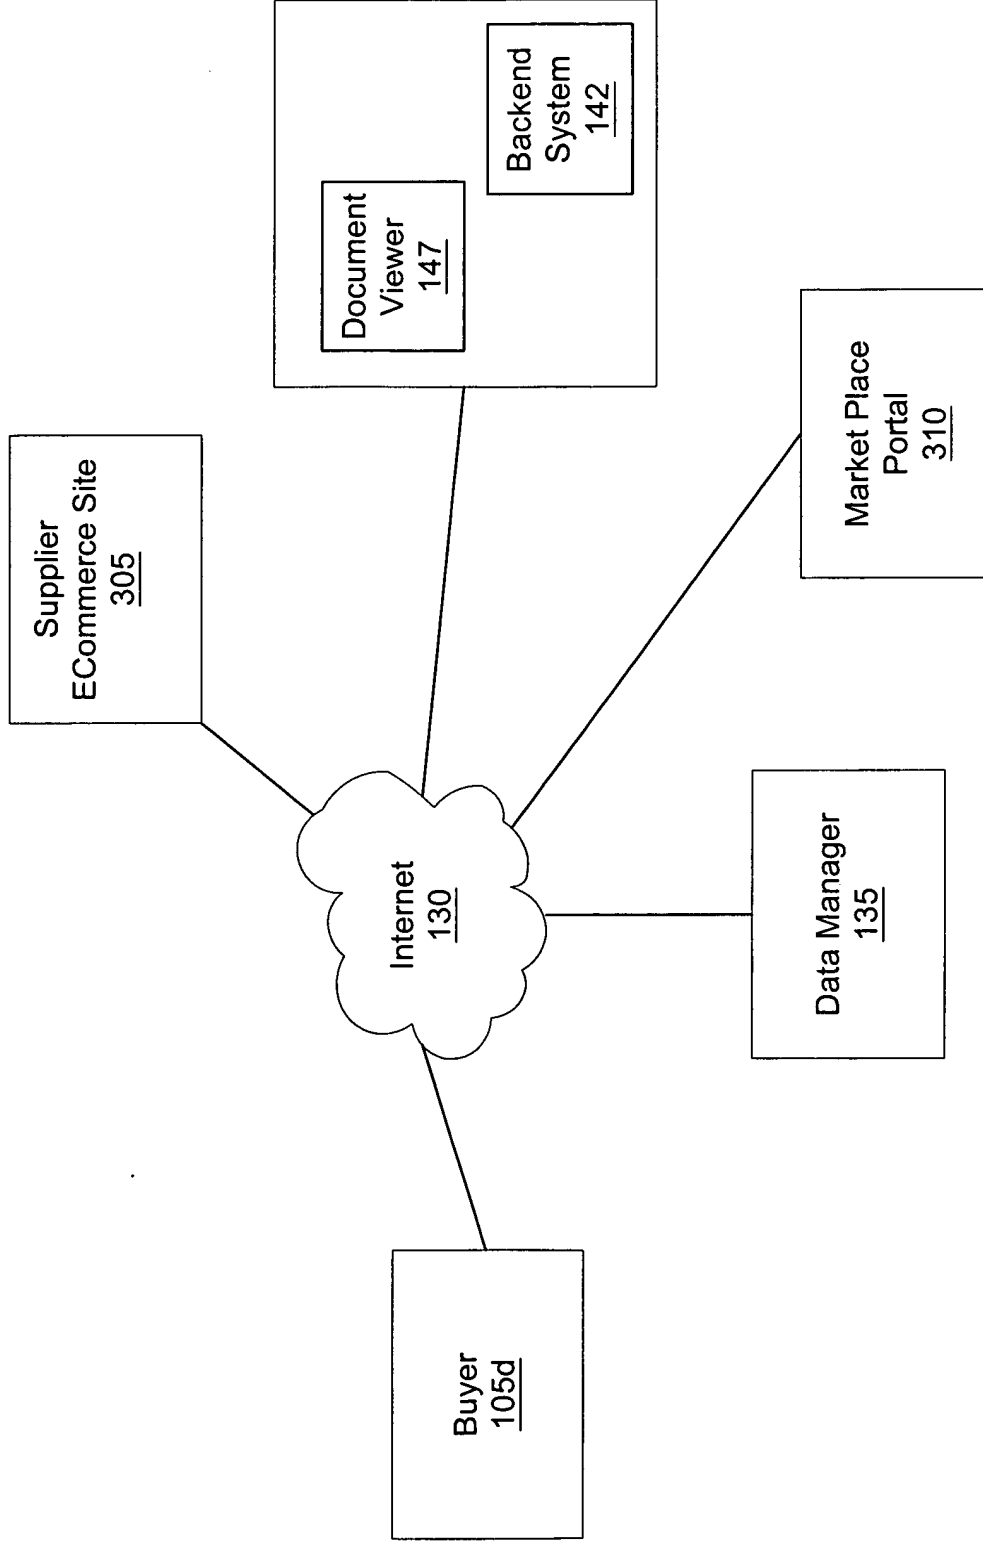 Supplier
ECommerce Site
305
Document
Viewer
147
Backend
System
142
Internet
130
Buyer
105d
Data Manager
135
Market Place
Portal
310